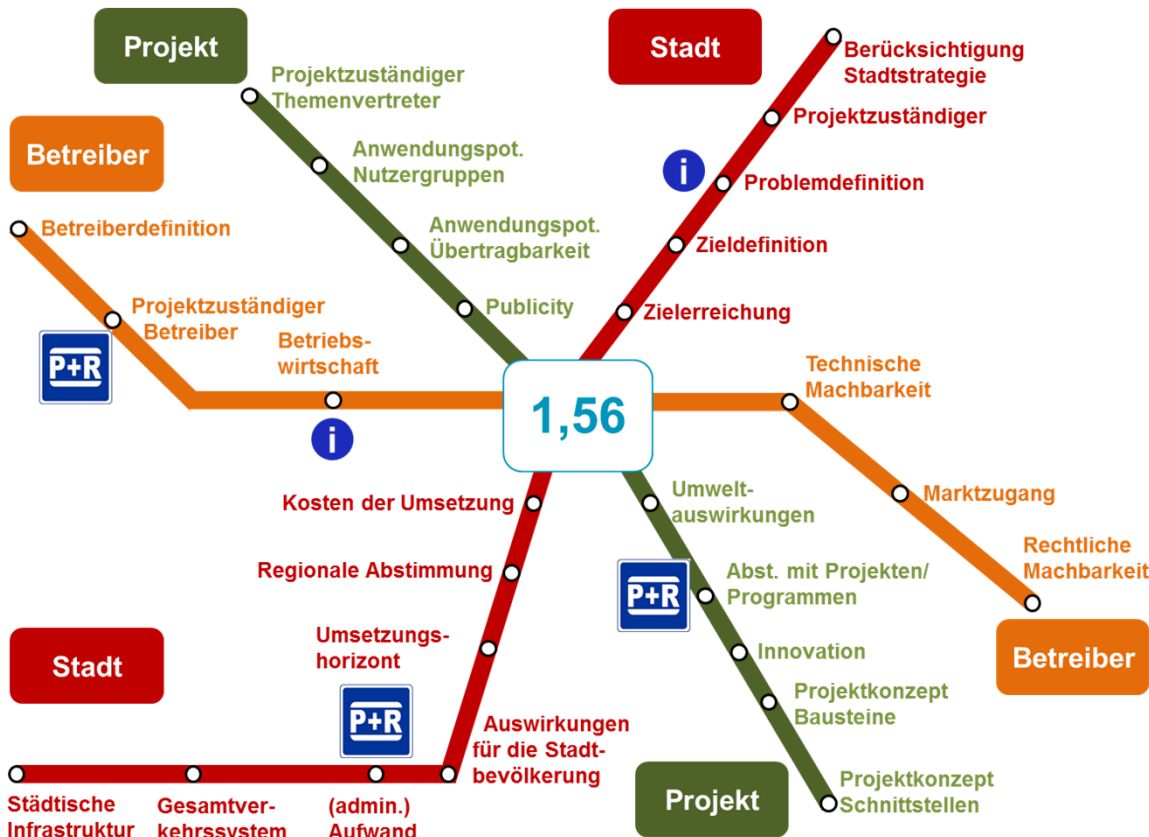 Projekt
Stadt
Projektzuständiger
Themenvertreter
Berücksichtigung
Stadtstrategie
Projektzuständiger
Betreiber
Anwendungspot.
Nutzergruppen
i
Problemdefinition
Betreiberdefinition
Anwendungspot.
Übertragbarkeit
Zieldefinition
Projektzuständiger
Betreiber
Publicity
Zielerreichung
P+R
Betriebs-
wirtschaft
Technische
Machbarkeit
1,56
i
Kosten der Umsetzung
Umwelt-
auswirkungen
Marktzugang
Regionale Abstimmung
Abst. mit Projekten/
Programmen
Rechtliche
Machbarkeit
P+R
Umsetzungs-
horizont
Innovation
Stadt
Betreiber
P+R
Projektkonzept
Bausteine
Auswirkungen
für die Stadt-
bevölkerung
Projekt
Projektkonzept
Schnittstellen
Städtische
Infrastruktur
Gesamtver-
kehrssystem
(admin.)
Aufwand